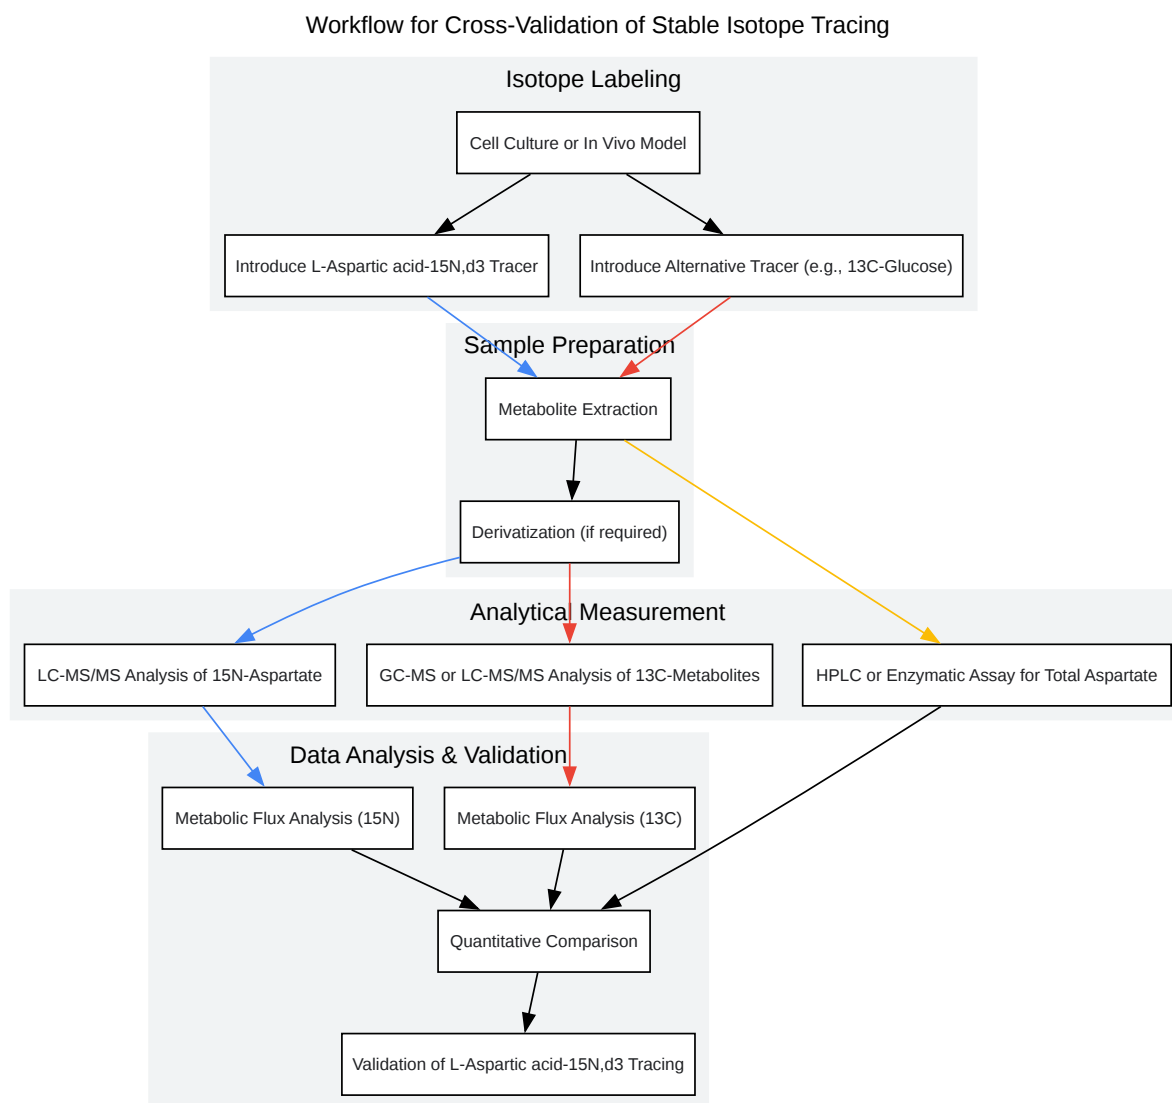 Workflow for Cross-Validation of Stable Isotope Tracing
Isotope Labeling
Cell Culture or In Vivo Model
Introduce L-Aspartic acid-15N,d3 Tracer
Introduce Alternative Tracer (e.g., 13C-Glucose)
Sample Preparation
Metabolite Extraction
Derivatization (if required)
Analytical Measurement
LC-MS/MS Analysis of 15N-Aspartate
GC-MS or LC-MS/MS Analysis of 13C-Metabolites
HPLC or Enzymatic Assay for Total Aspartate
Data Analysis & Validation
Metabolic Flux Analysis (15N)
Metabolic Flux Analysis (13C)
Quantitative Comparison
Validation of L-Aspartic acid-15N,d3 Tracing